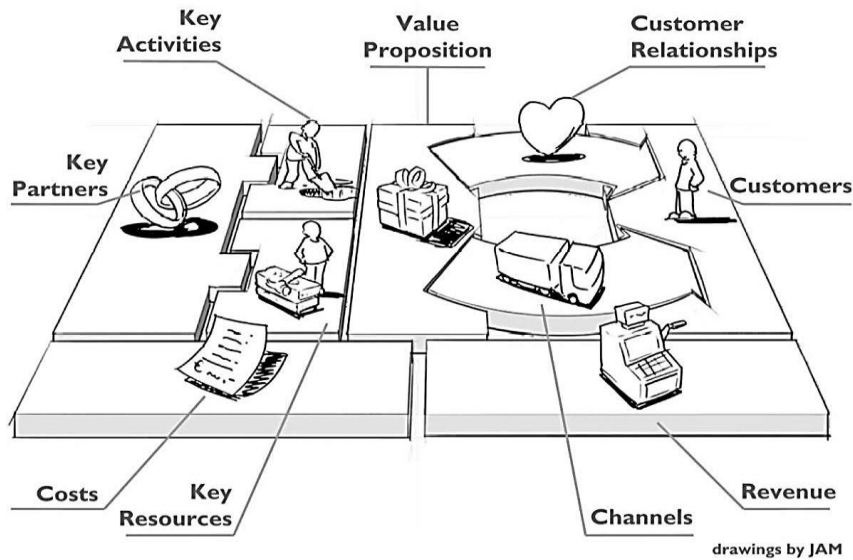 Key
Activities
Value
Proposition
Customer
Relationships
Key
Partners
Customers
Costs
Key
Resources
Channels
Revenue
drawings by JAM